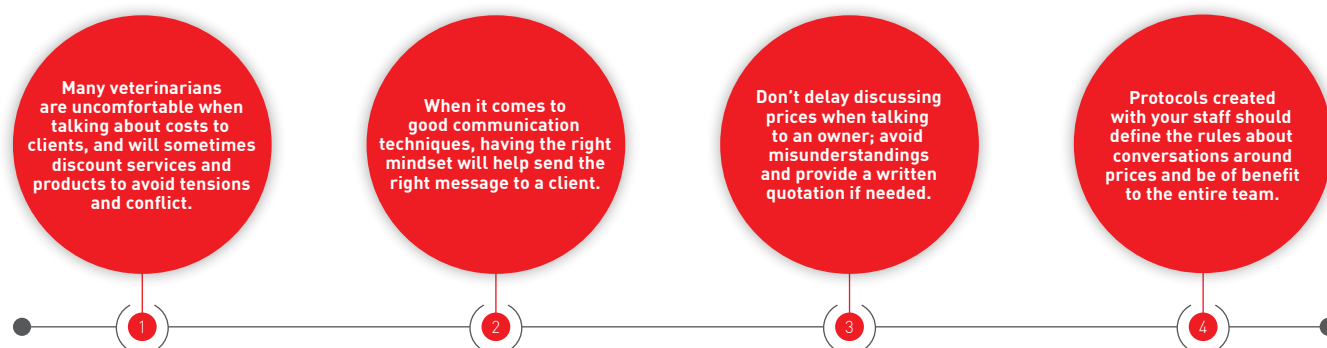 Many veterinarians
are uncomfortable when
talking about costs to
clients, and will sometimes
discount services and
products to avoid tensions
and conflict.
1
When it comes to
good communication
techniques, having the right
mindset will help send the
right message to a client.
2
Don’t delay discussing
prices when talking
to an owner; avoid
misunderstandings
and provide a written
quotation if needed.
3
Protocols created
with your staff should
define the rules about
conversations around
prices and be of benefit
to the entire team.
4